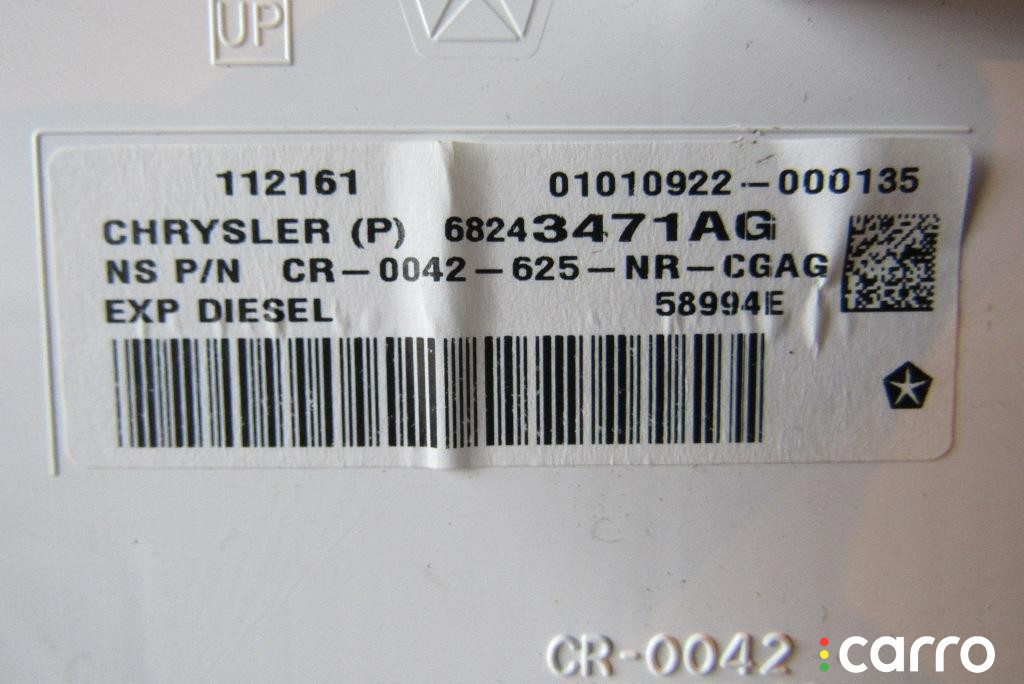 UP
112161 01010922-000135
CHRYSLER (P) 68243471AG
NS P/N CR-0042-625-NR-CGAG
EXP DIESEL 58994E
CR-0042
carro